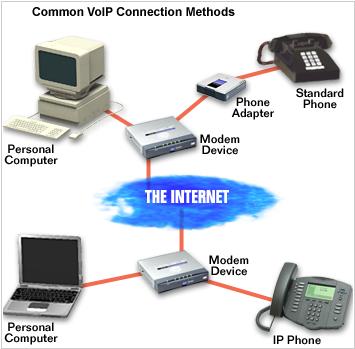 Common VoIP Connection Methods
Phone
Adapter
Standard
Phone
Personal
Computer
Modem
Device
THE INTERNET
Modem
Device
Personal
Computer
IP Phone